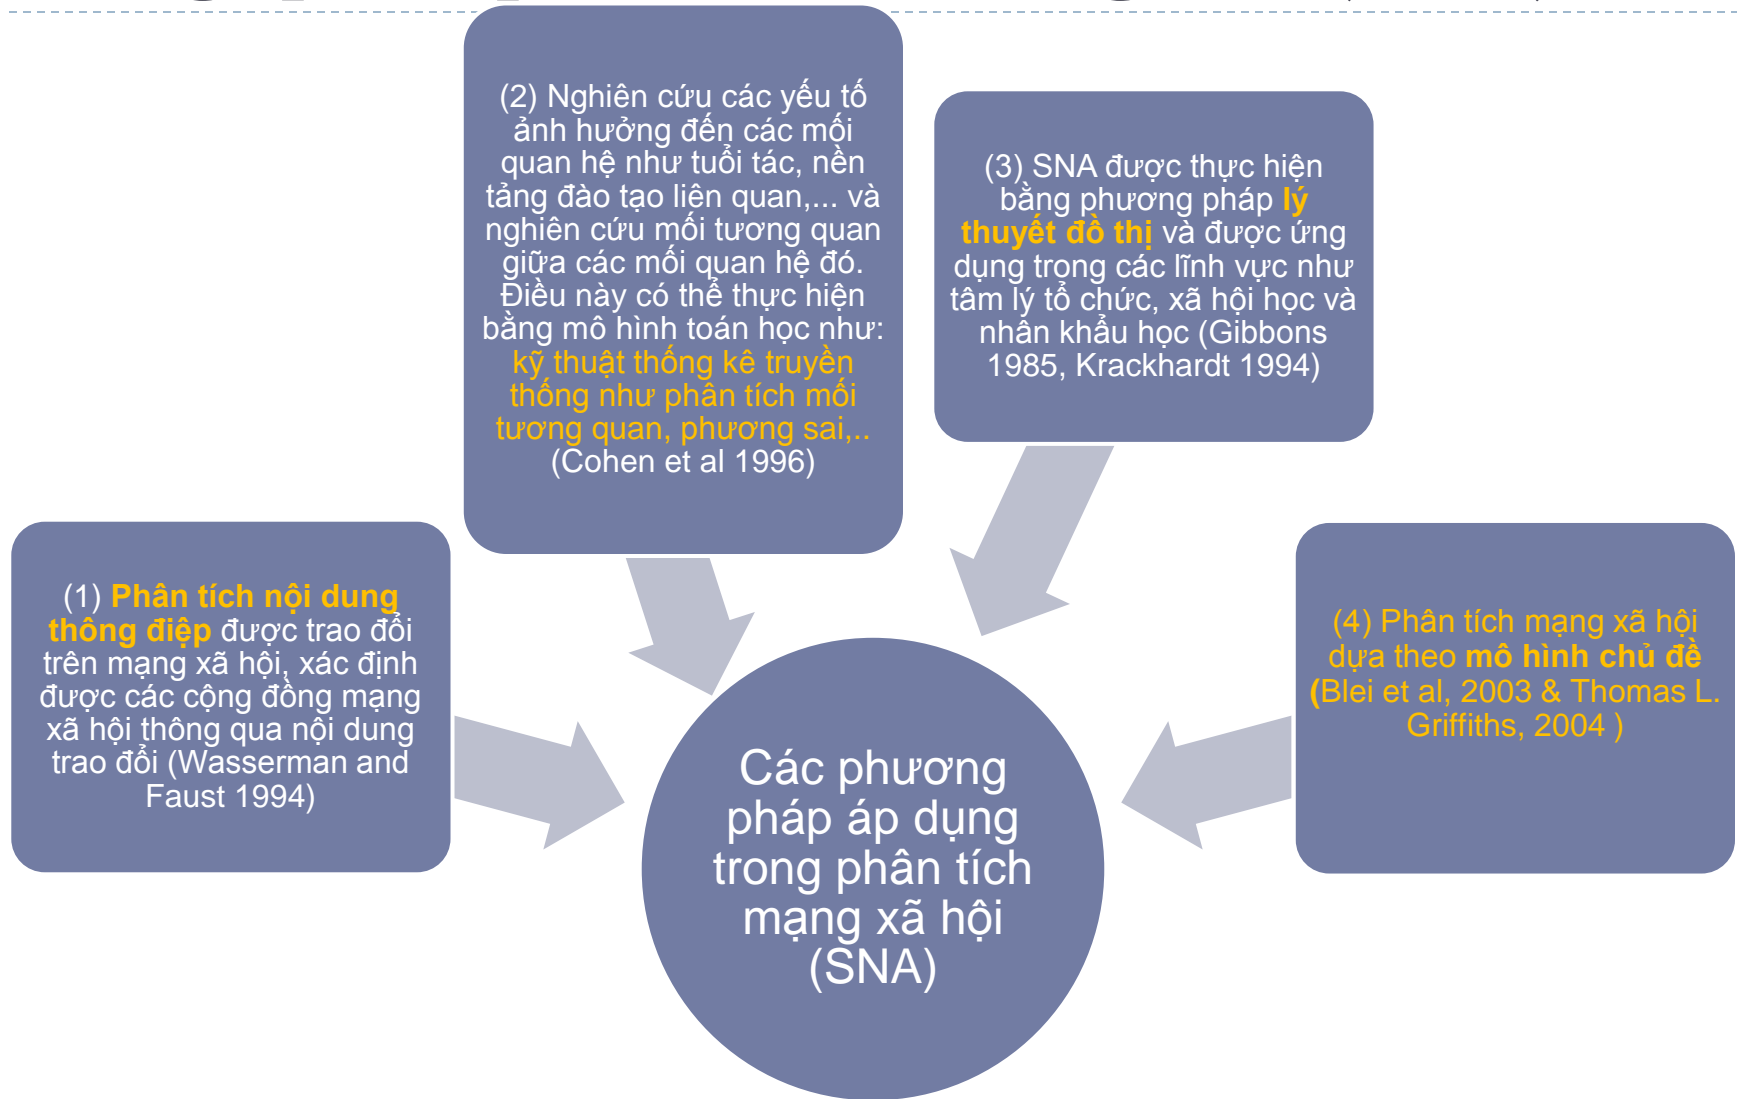 (1) Phân tích nội dung
thông điệp được trao đổi
trên mạng xã hội, xác định
được các cộng đồng mạng
xã hội thông qua nội dung
trao đổi (Wasserman and
Faust 1994)
(2) Nghiên cứu các yếu tố
ảnh hưởng đến các mối
quan hệ như tuổi tác, nền
tảng đào tạo liên quan,... và
nghiên cứu mối tương quan
giữa các mối quan hệ đó.
Điều này có thể thực hiện
bằng mô hình toán học như:
kỹ thuật thống kê truyền
thống như phân tích mối
tương quan, phương sai,..
(Cohen et al 1996)
(3) SNA được thực hiện
bằng phương pháp lý
thuyết đồ thị và được ứng
dụng trong các lĩnh vực như
tâm lý tổ chức, xã hội học và
nhân khẩu học (Gibbons
1985, Krackhardt 1994)
(4) Phân tích mạng xã hội
dựa theo mô hình chủ đề
(Blei et al, 2003 & Thomas L.
Griffiths, 2004 )
Các phương
pháp áp dụng
trong phân tích
mạng xã hội
(SNA)